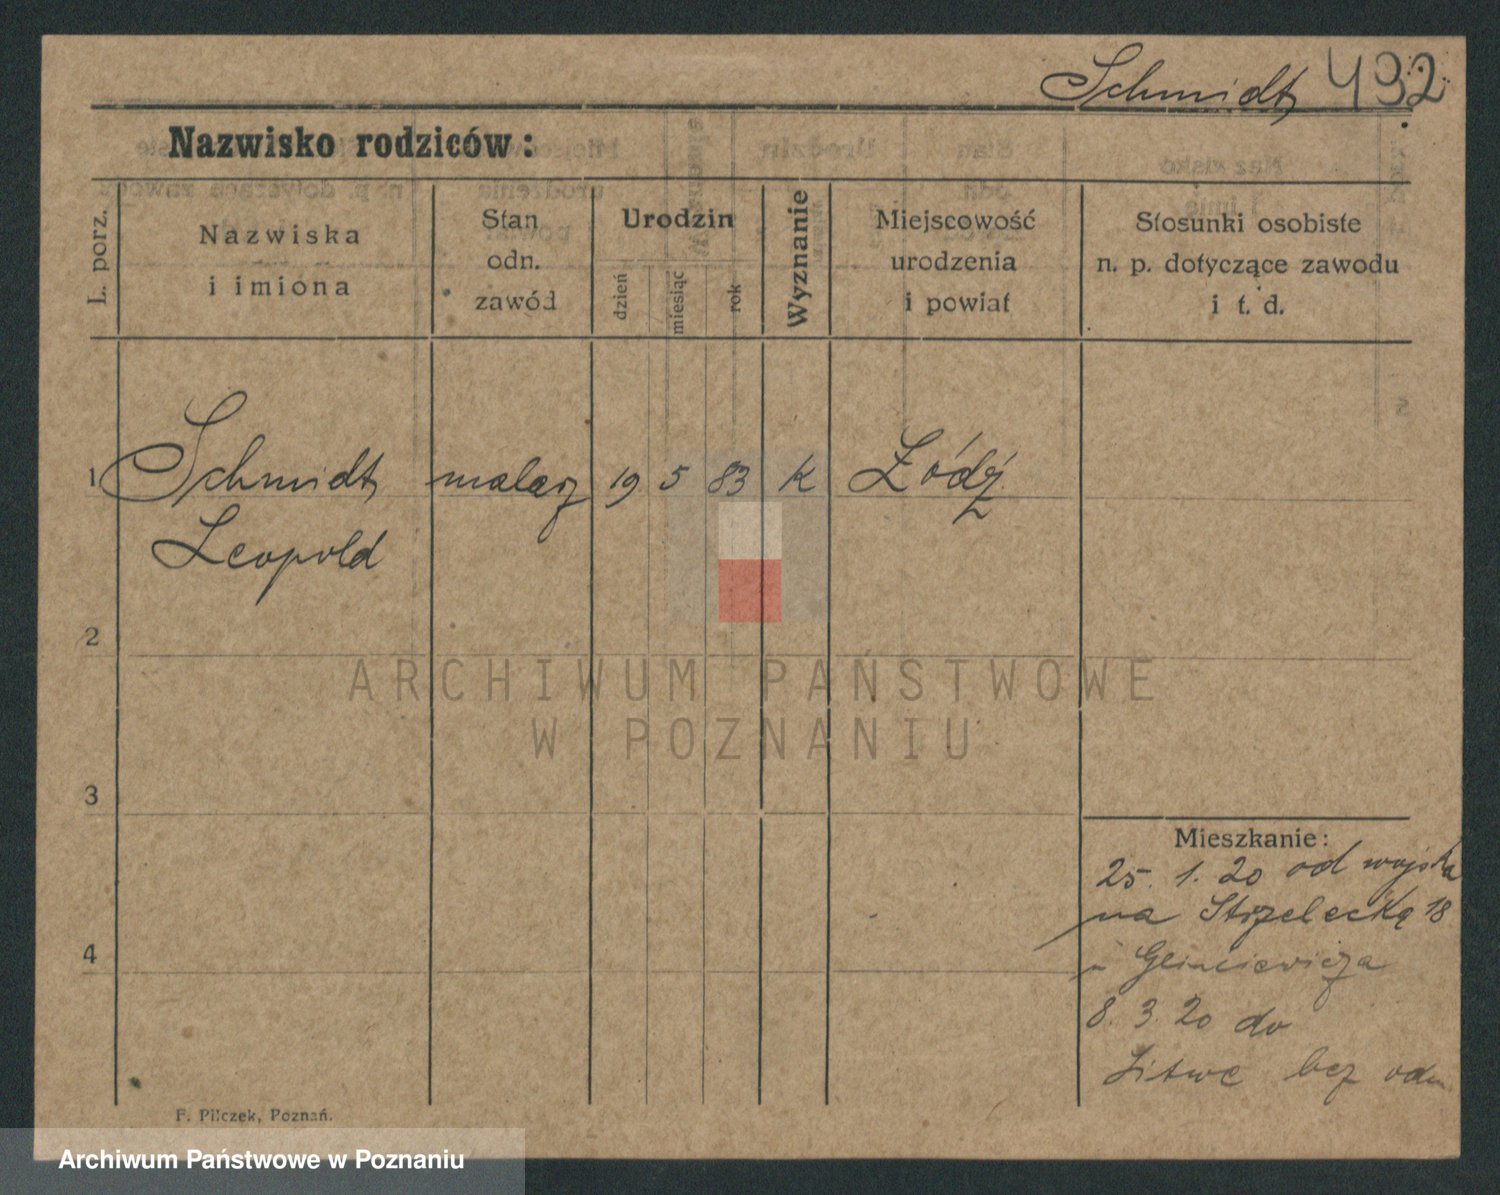 Schmidt 492
Nazwisko rodziców:
L. porz.
Nazwiska
i imiona
Stan
odn.
zawód
Urodzin
dzień
miesiąc
rok
Wyznanie
Miejscowość
urodzenia
i powiat
Stosunki osobiste
n. p. dotyczące zawodu
i t. d.
1 Schmidt malarz 19 5 83 k Łódź
Leopold
2
3
4
Mieszkanie:
25. 1. 20 od wojska
na Strzelecką 18
u
8. 3. 20 do
Litwe bez odm.
F. Pilczek, Poznań.
ARCHIWUM PAŃSTWOWE
W POZNANIU
Archiwum Państwowe w Poznaniu